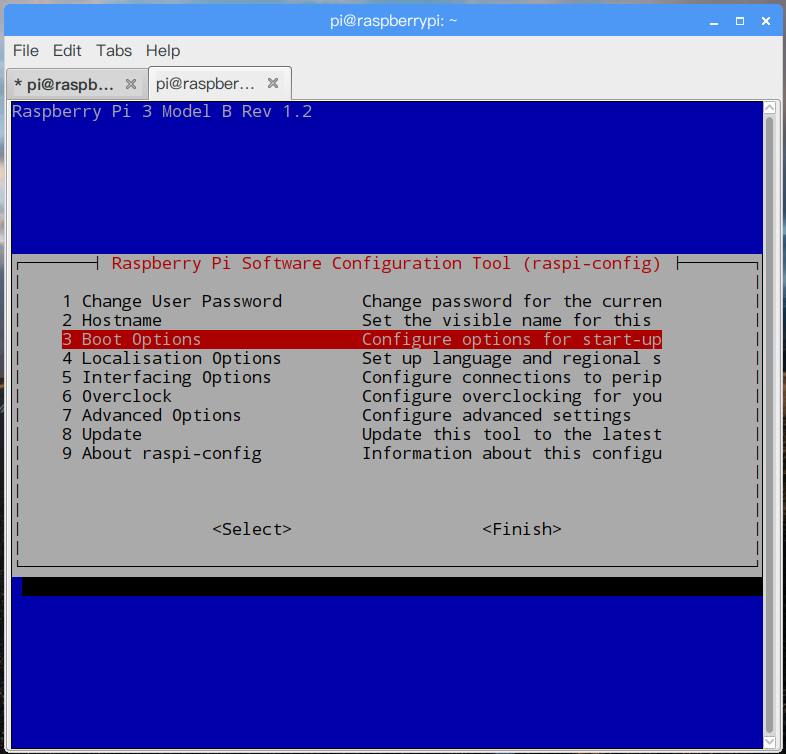 pi@raspberrypi: ~
File Edit Tabs Help
* pi@raspb... pi@raspber...
Raspberry Pi 3 Model B Rev 1.2
Raspberry Pi Software Configuration Tool (raspi-config)
1 Change User Password Change password for the curren
2 Hostname Set the visible name for this
3 Boot Options Configure options for start-up
4 Localisation Options Set up language and regional s
5 Interfacing Options Configure connections to perip
6 Overclock Configure overclocking for you
7 Advanced Options Configure advanced settings
8 Update Update this tool to the latest
9 About raspi-config Information about this configu
<Select> <Finish>